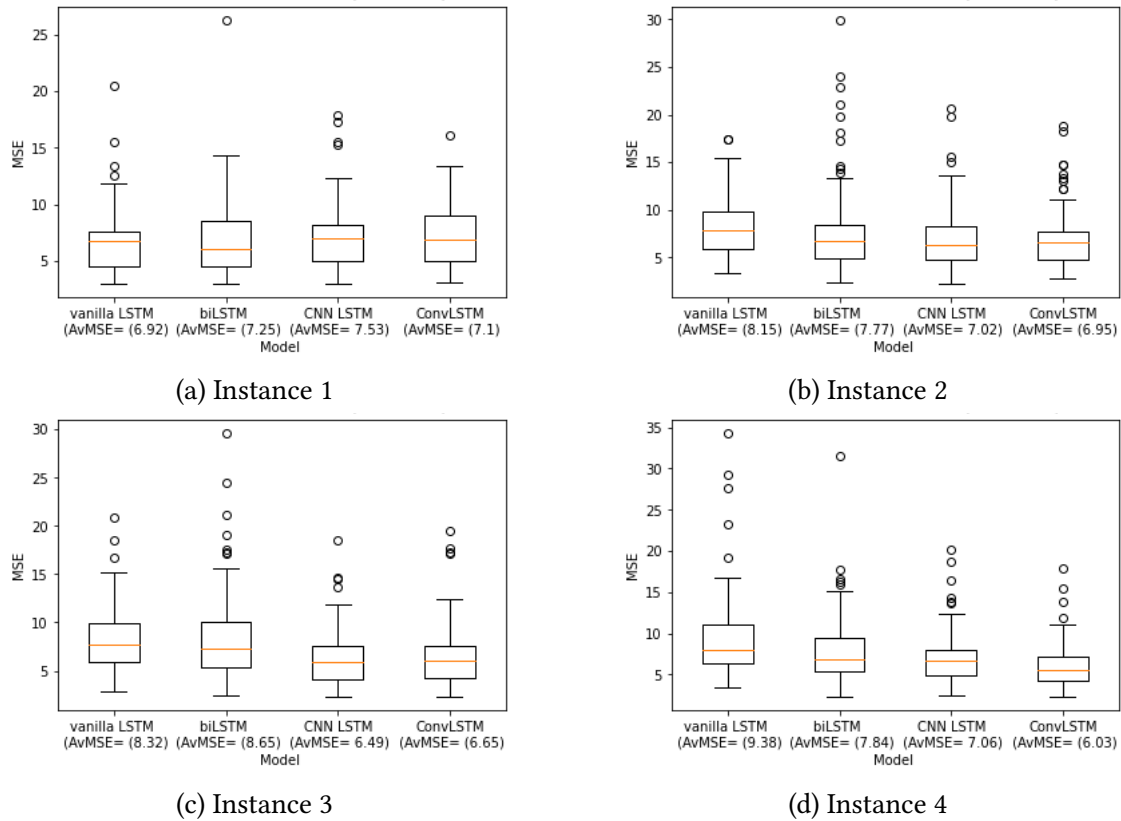 25
20
15
10
5
MSE
vanilla LSTM biLSTM CNN LSTM ConvLSTM
(AvMSE= (6.92) (AvMSE= (7.25) (AvMSE= 7.53) (AvMSE= (7.1)
Model
(a) Instance 1
30
25
20
15
10
5
MSE
vanilla LSTM biLSTM CNN LSTM ConvLSTM
(AvMSE= (8.15) (AvMSE= (7.77) (AvMSE= 7.02) (AvMSE= (6.95)
Model
(b) Instance 2
30
25
20
15
10
5
MSE
vanilla LSTM biLSTM CNN LSTM ConvLSTM
(AvMSE= (8.32) (AvMSE= (8.65) (AvMSE= 6.49) (AvMSE= (6.65)
Model
(c) Instance 3
35
30
25
20
15
10
5
MSE
vanilla LSTM biLSTM CNN LSTM ConvLSTM
(AvMSE= (9.38) (AvMSE= (7.84) (AvMSE= 7.06) (AvMSE= (6.03)
Model
(d) Instance 4